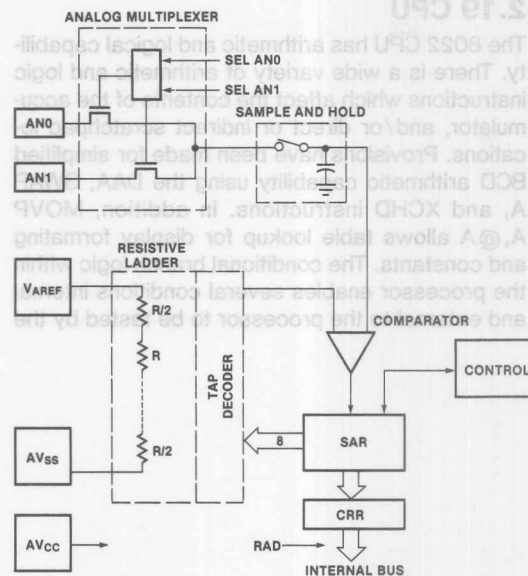 2.19 CPU
The 8022 CPU has arithmetic and logical capabili-
ty. There is a wide variety of arithmetic and logic
instructions which affect the contents of the accu-
mulator, and/or direct or indirect scratchpad lo-
cations. Provisions have been made for simplified
BCD arithmetic capability using the DAA, SWAP
A, and XCHD instructions. In addition, MOVP
A,@A allows table lookup for display formating
and constants. The conditional branch logic within
the processor enables several conditions internal
and external to the processor to be tested by the
ANALOG MULTIPLEXER
SEL AN0
SEL AN1
AN0
SAMPLE AND HOLD
AN1
RESISTIVE
LADDER
VAREF
R/2
R
COMPARATOR
CONTROL
TAP
DECODER
AVSS
R/2
8
SAR
CRR
AVCC
RAD
INTERNAL BUS